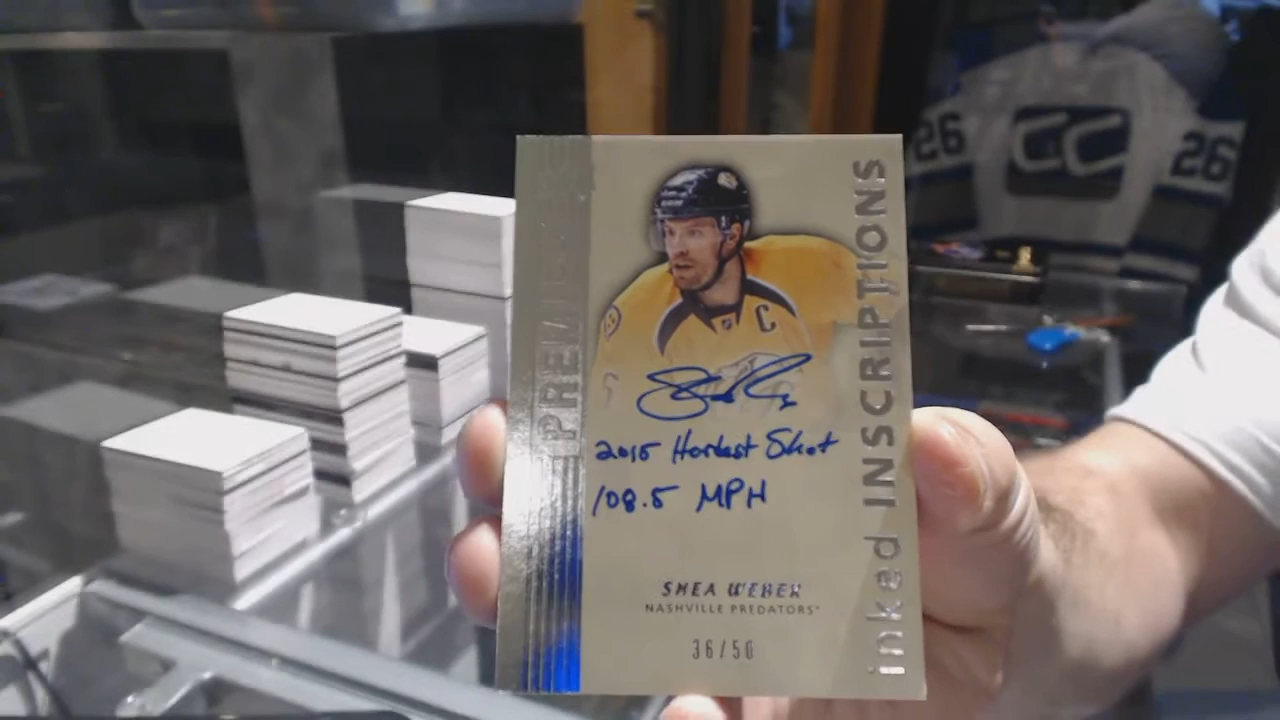 PREMIER
inked INSCRIPTIONS
C
2015 Hardest Shot
108.5 MPH
SHEA WEBER
NASHVILLE PREDATORS
36/50
26
26